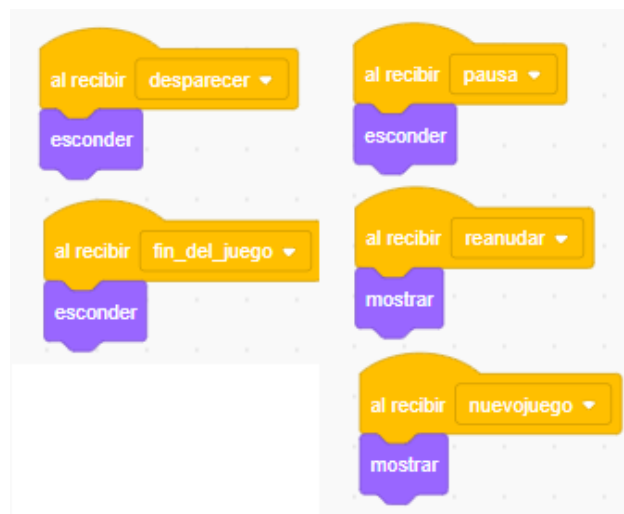 al recibir desparecer
esconder
al recibir fin_del_juego
esconder
al recibir pausa
esconder
al recibir reanudar
mostrar
al recibir nuevojuego
mostrar